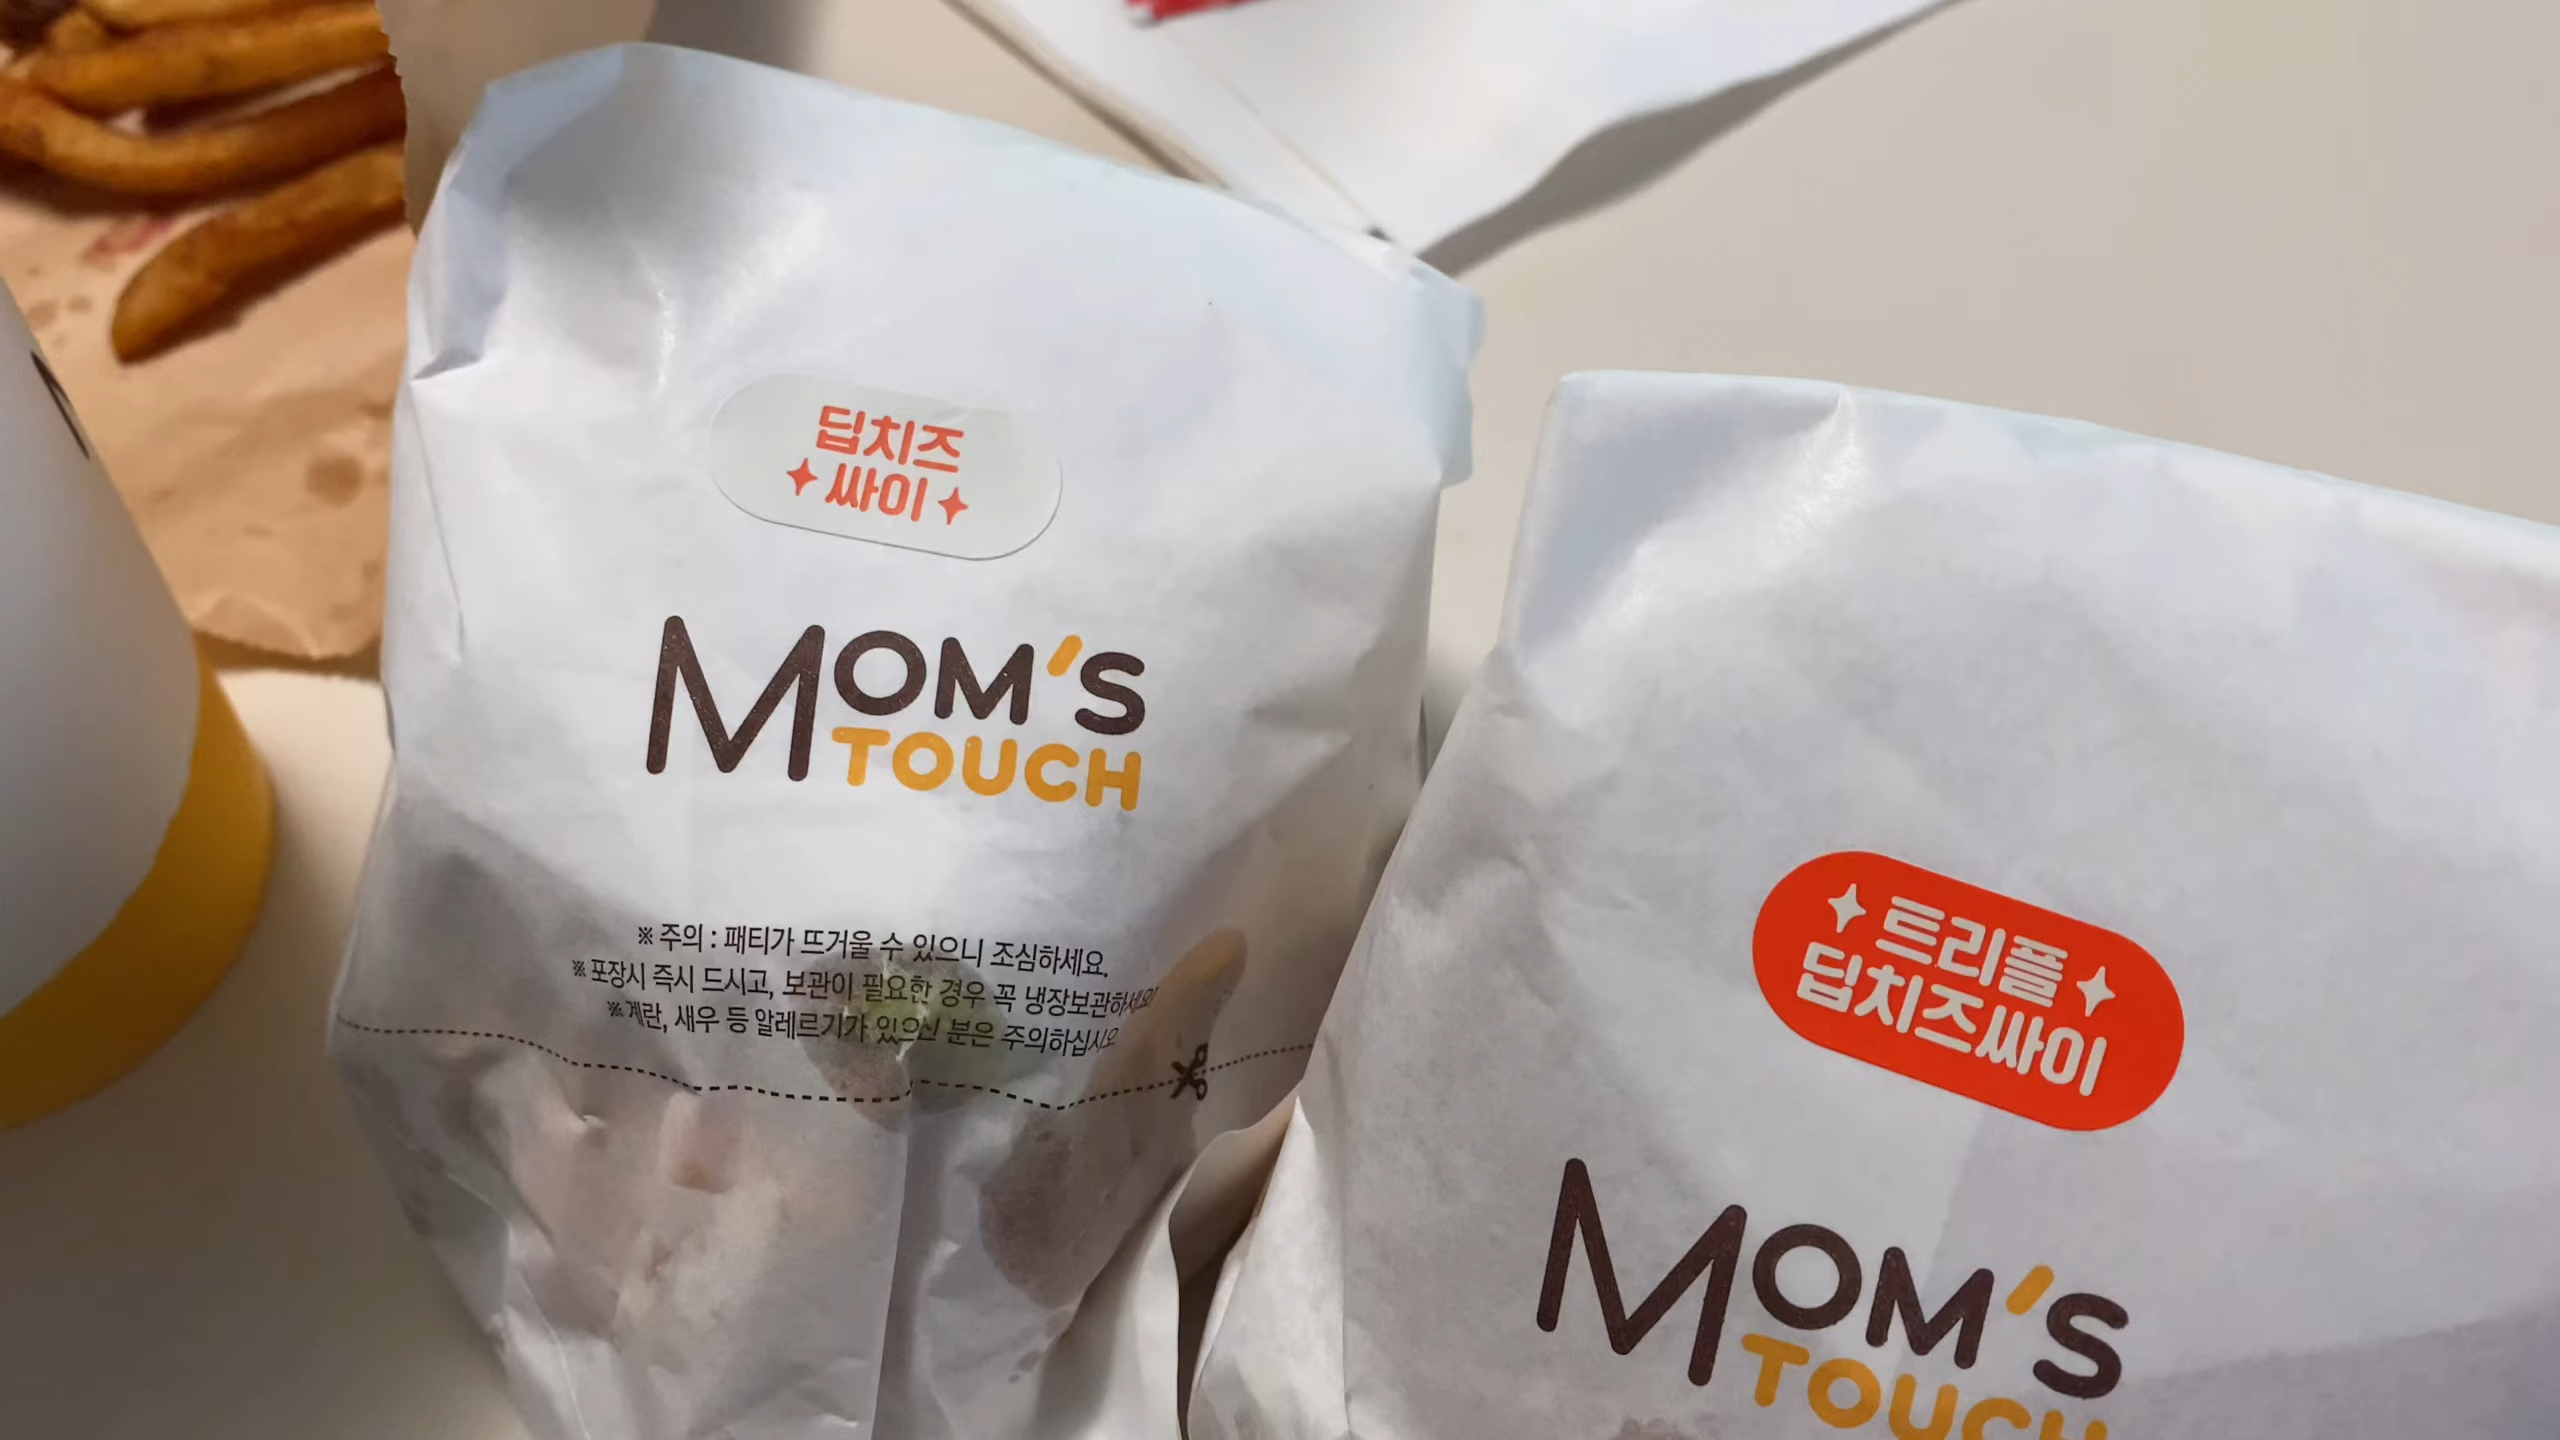 딥치즈
싸이
MOM'S
TOUCH
※ 주의 : 패티가 뜨거울 수 있으니 조심하세요.
※ 포장시 즉시 드시고, 보관이 필요한 경우 꼭 냉장보관하세요!
※ 계란, 새우 등 알레르기가 있으신 분은 주의하십시오
트리플
딥치즈싸이
MOM'S
TOUCH